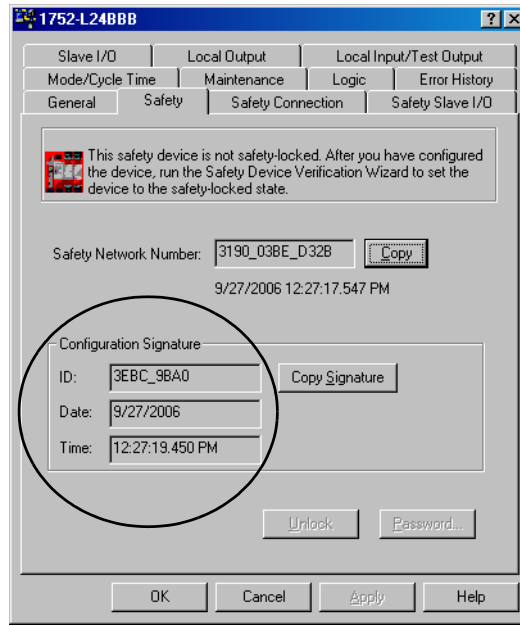 1752-L24BBB
Slave I/O Local Output Local Input/Test Output
Mode/Cycle Time Maintenance Logic Error History
General Safety Safety Connection Safety Slave I/O
This safety device is not safety-locked. After you have configured
the device, run the Safety Device Verification Wizard to set the
device to the safety-locked state.
Safety Network Number: 3190_03BE_D32B Copy
9/27/2006 12:27:17.547 PM
Configuration Signature
ID: 3EBC_9BA0 Copy Signature
Date: 9/27/2006
Time: 12:27:19.450 PM
Unlock Password...
OK Cancel Apply Help